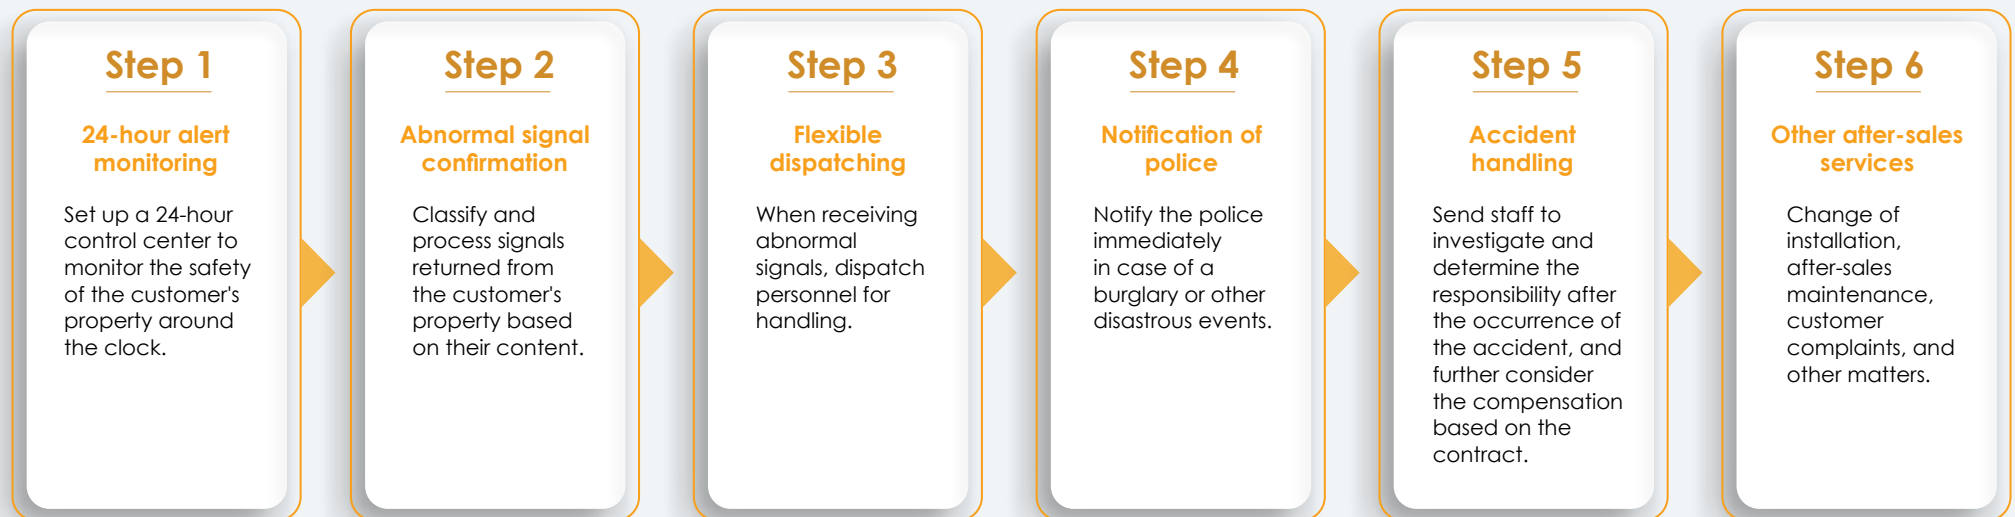 Step 1
24-hour alert
monitoring
Set up a 24-hour
control center to
monitor the safety
of the customer's
property around
the clock.
Step 2
Abnormal signal
confirmation
Classify and
process signals
returned from
the customer's
property based
on their content.
Step 3
Flexible
dispatching
When receiving
abnormal
signals, dispatch
personnel for
handling.
Step 4
Notification of
police
Notify the police
immediately
in case of a
burglary or other
disastrous events.
Step 5
Accident
handling
Send staff to
investigate and
determine the
responsibility after
the occurrence of
the accident, and
further consider
the compensation
based on the
contract.
Step 6
Other after-sales
services
Change of
installation,
after-sales
maintenance,
customer
complaints, and
other matters.